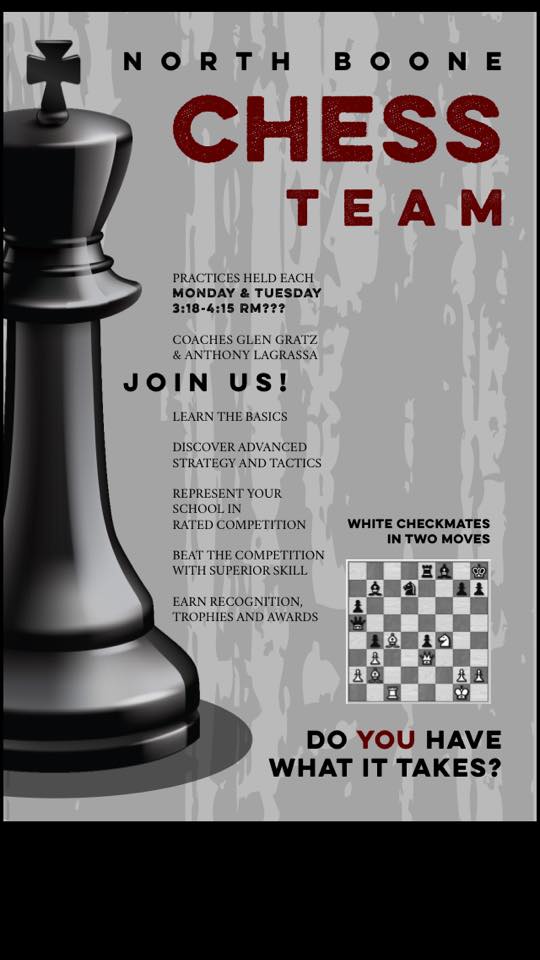 NORTH BOONE
CHESS
TEAM
PRACTICES HELD EACH
MONDAY & TUESDAY
3:18-4:15 RM???
COACHES GLEN GRATZ
& ANTHONY LAGRASSA
JOIN US!
LEARN THE BASICS
DISCOVER ADVANCED
STRATEGY AND TACTICS
REPRESENT YOUR
SCHOOL IN
RATED COMPETITION
BEAT THE COMPETITION
WITH SUPERIOR SKILL
EARN RECOGNITION,
TROPHIES AND AWARDS
WHITE CHECKMATES
IN TWO MOVES
DO YOU HAVE
WHAT IT TAKES?